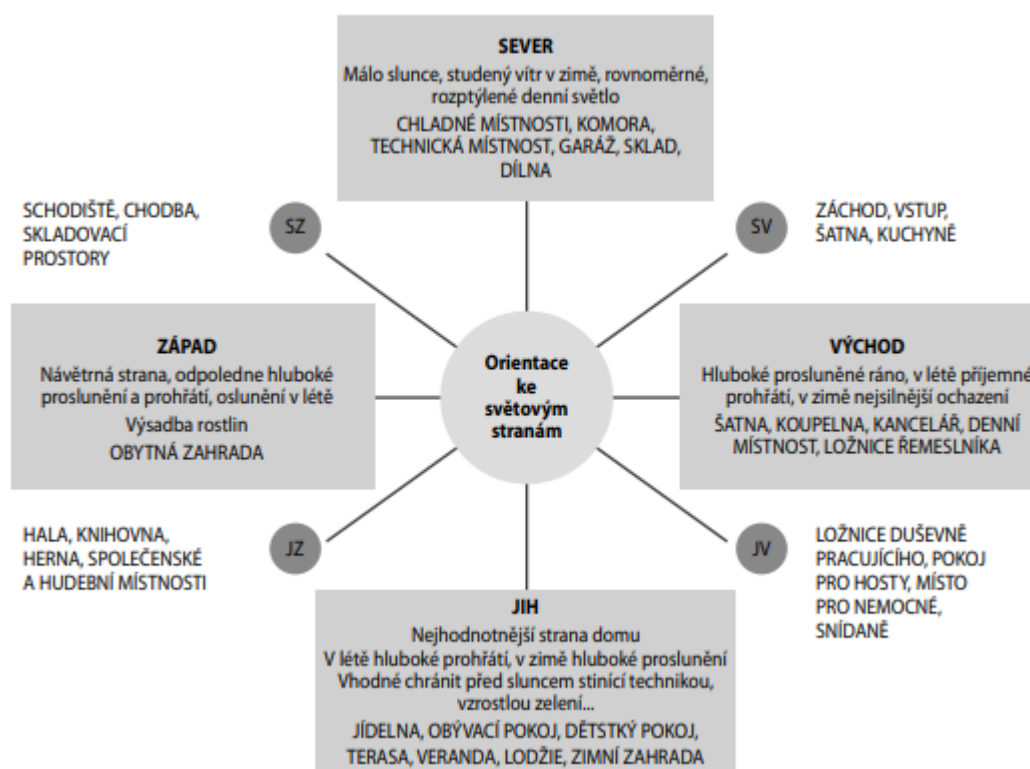 SEVER
Málo slunce, studený vítr v zimě, rovnoměrné,
rozptýlené denní světlo
CHLADNÉ MÍSTNOSTI, KOMORA,
TECHNICKÁ MÍSTNOST, GARÁŽ, SKLAD,
DÍLNA
SCHODIŠTĚ, CHODBA,
SKLADOVACÍ
PROSTORY
SZ
SV
ZÁCHOD, VSTUP,
ŠATNA, KUCHYNĚ
ZÁPAD
Návětrná strana, odpoledne hluboké
proslunění a prohřátí, oslunění v létě
Výsadba rostlin
OBYTNÁ ZAHRADA
Orientace
ke
světovým
stranám
VÝCHOD
Hluboké prosluněné ráno, v létě příjemné
prohřátí, v zimě nejsilnější ochazení
ŠATNA, KOUPELNA, KANCELÁŘ, DENNÍ
MÍSTNOST, LOŽNICE ŘEMESLNÍKA
HALA, KNIHOVNA,
HERNA, SPOLEČENSKÉ
A HUDEBNÍ MÍSTNOSTI
JZ
JV
LOŽNICE DUŠEVNĚ
PRACUJÍCÍHO, POKOJ
PRO HOSTY, MÍSTO
PRO NEMOCNÉ,
SNÍDANĚ
JIH
Nejhodnotnější strana domu
V létě hluboké prohřátí, v zimě hluboké proslunění
Vhodné chránit před sluncem stinící technikou,
vzrostlou zelení...
JÍDELNA, OBÝVACÍ POKOJ, DĚTSTKÝ POKOJ,
TERASA, VERANDA, LODŽIE, ZIMNÍ ZAHRADA